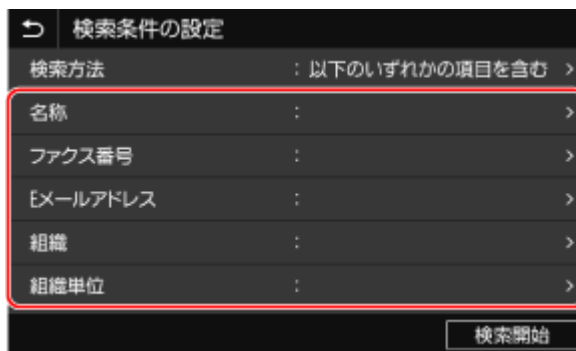 検索条件の設定
検索方法 : 以下のいずれかの項目を含む >
名称 : >
ファクス番号 : >
Eメールアドレス : >
組織 : >
組織単位 : >
検索開始